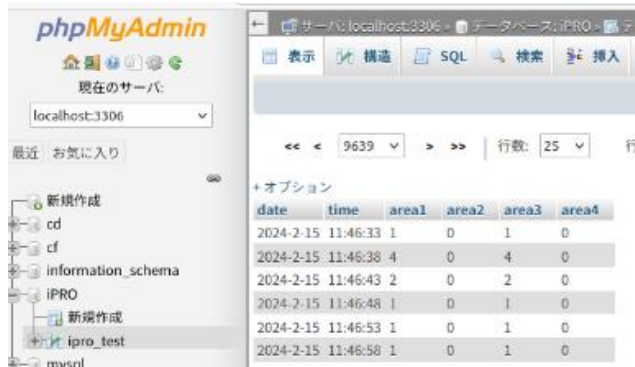 phpMyAdmin
現在のサーバ:
localhost:3306
最近 お気に入り
新規作成
cd
cf
information_schema
iPRO
新規作成
ipro_test
mysql
サーバ: localhost:3306 » データベース: iPRO »
表示 構造 SQL 検索 挿入
<< < 9639 > >> 行数: 25
+ オプション
date time area1 area2 area3 area4
2024-2-15 11:46:33 1 0 1 0
2024-2-15 11:46:38 4 0 4 0
2024-2-15 11:46:43 2 0 2 0
2024-2-15 11:46:48 1 0 1 0
2024-2-15 11:46:53 1 0 1 0
2024-2-15 11:46:58 1 0 1 0